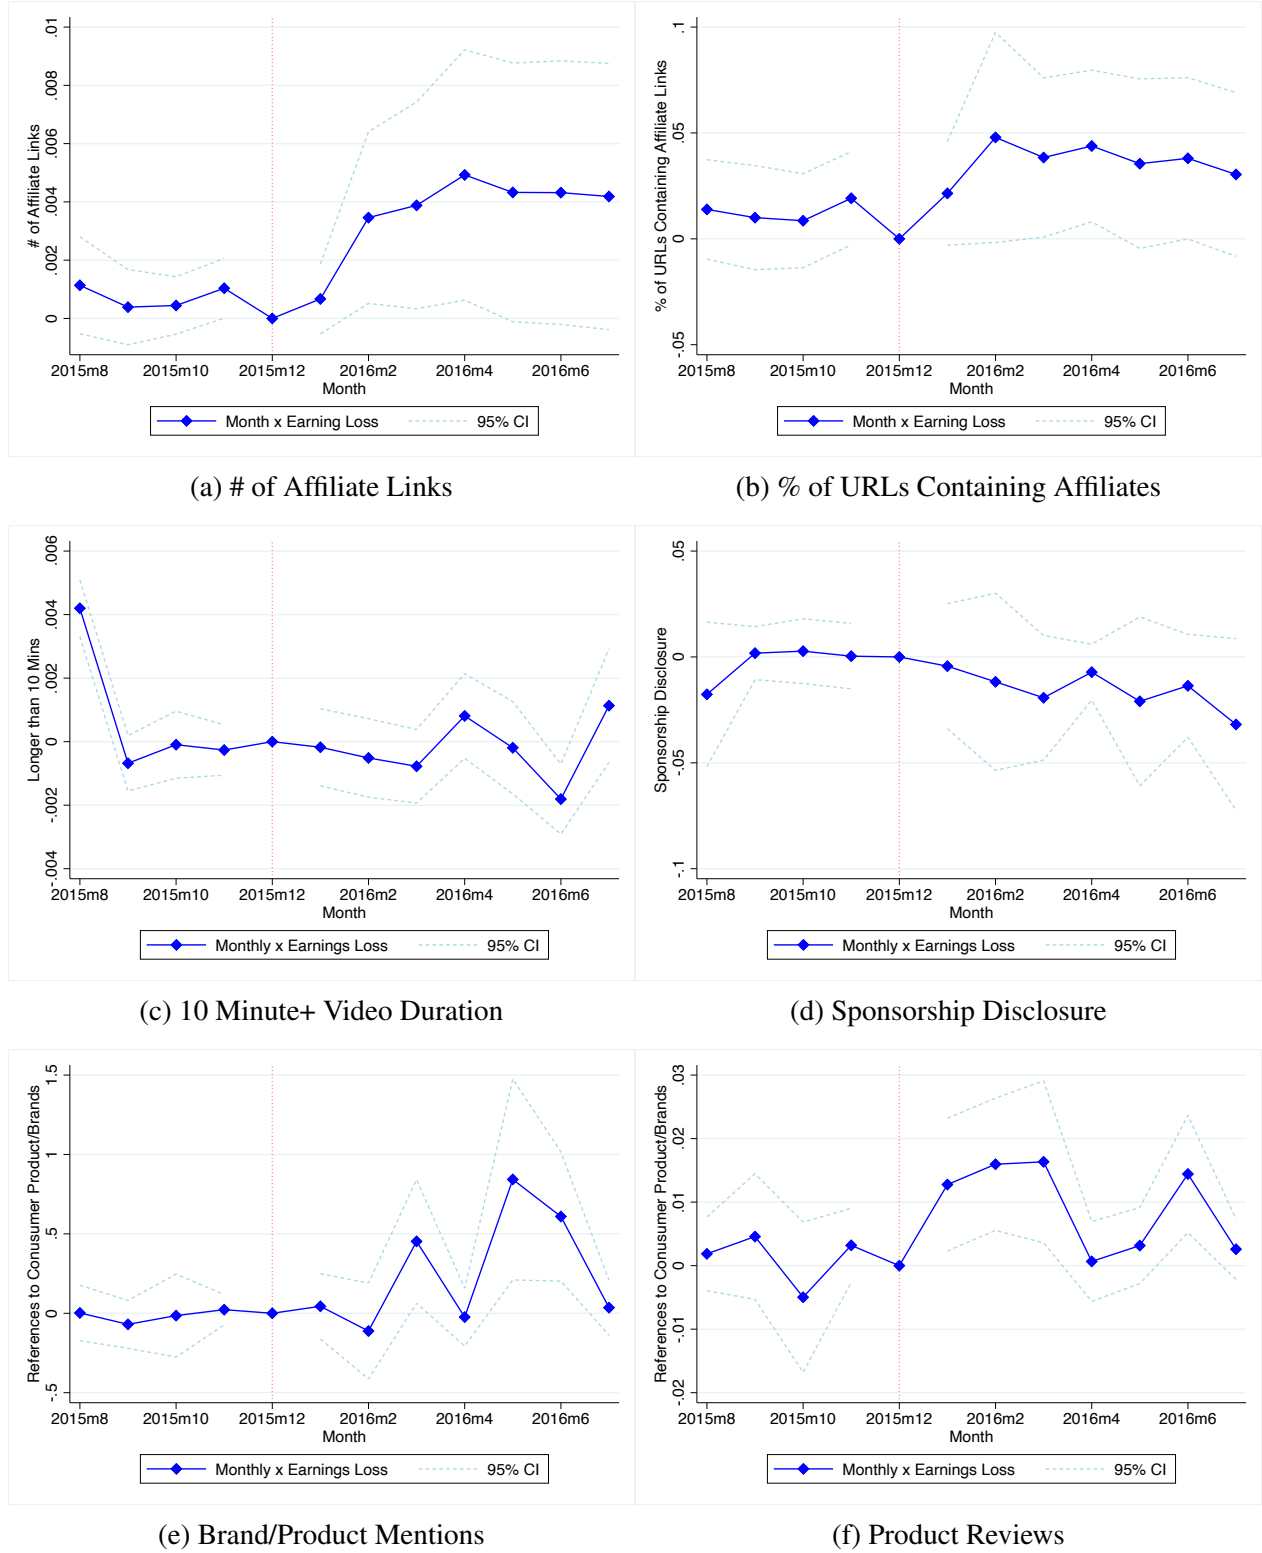 # of Affiliate Links
.01
.008
.006
.004
.002
0
2015m8 2015m10 2015m12 2016m2 2016m4 2016m6
Month
Month x Earning Loss 95% CI
(a) # of Affiliate Links
% of URLs Containing Affiliate Links
.1
.05
0
-.05
2015m8 2015m10 2015m12 2016m2 2016m4 2016m6
Month
Month x Earning Loss 95% CI
(b) % of URLs Containing Affiliates
Longer than 10 Mins
.006
.004
.002
0
-.002
-.004
2015m8 2015m10 2015m12 2016m2 2016m4 2016m6
Month
Monthly x Earnings Loss 95% CI
(c) 10 Minute+ Video Duration
Sponsorship Disclosure
.05
0
-.05
-.1
2015m8 2015m10 2015m12 2016m2 2016m4 2016m6
Month
Monthly x Earnings Loss 95% CI
(d) Sponsorship Disclosure
References to Conusumer Product/Brands
1.5
1
.5
0
-.5
2015m8 2015m10 2015m12 2016m2 2016m4 2016m6
Month
Monthly x Earnings Loss 95% CI
(e) Brand/Product Mentions
References to Conusumer Product/Brands
.03
.02
.01
0
-.01
-.02
2015m8 2015m10 2015m12 2016m2 2016m4 2016m6
Month
Monthly x Earnings Loss 95% CI
(f) Product Reviews